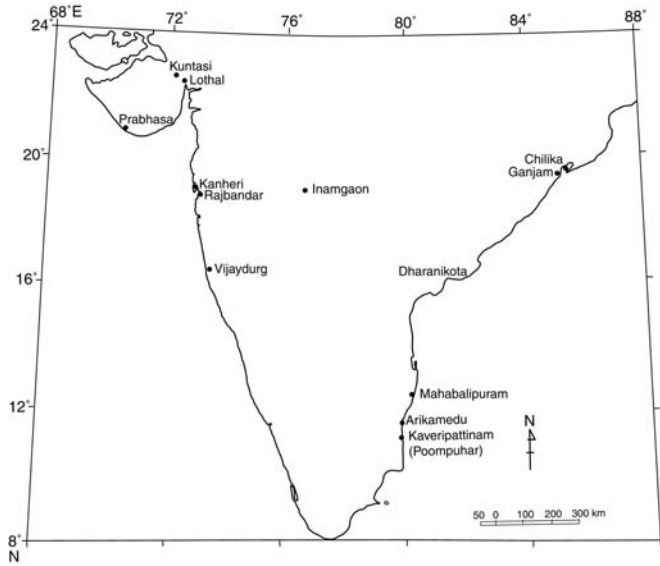 68°E
72°
76°
80°
84°
88°
24°
Kuntasi
Lothal
Prabhasa
20°
Kanheri
Rajbandar
Inamgaon
Chilika
Ganjam
Vijaydurg
Dharanikota
16°
Mahabalipuram
12°
Arikamedu
Kaveripattinam
(Poompuhar)
N
50 0 100 200 300 km
8°
N